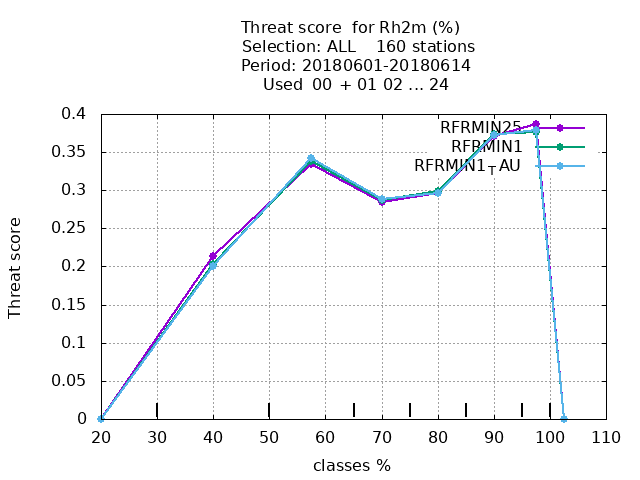 Threat score  for Rh2m (%)
Selection: ALL    160 stations
Period: 20180601-20180614
Used  00 + 01 02 ... 24
RFRMIN25
RFRMIN1
RFRMIN1_AU
0.4
0.35
0.3
0.25
0.2
0.15
0.1
0.05
0
Threat score
20 30 40 50 60 70 80 90 100 110
classes %